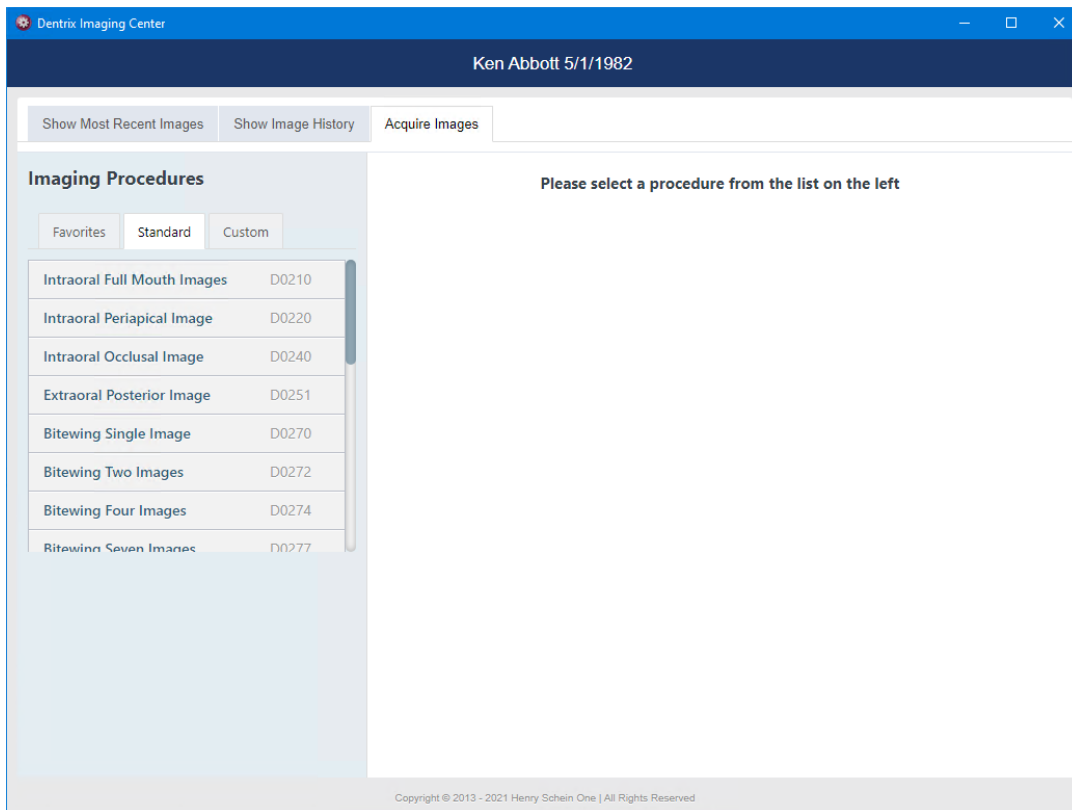 Dentrix Imaging Center
Ken Abbott 5/1/1982
Show Most Recent Images Show Image History Acquire Images
Imaging Procedures
Please select a procedure from the list on the left
Favorites Standard Custom
Intraoral Full Mouth Images D0210
Intraoral Periapical Image D0220
Intraoral Occlusal Image D0240
Extraoral Posterior Image D0251
Bitewing Single Image D0270
Bitewing Two Images D0272
Bitewing Four Images D0274
Bitewing Seven Images D0277
Copyright © 2013 - 2021 Henry Schein One | All Rights Reserved